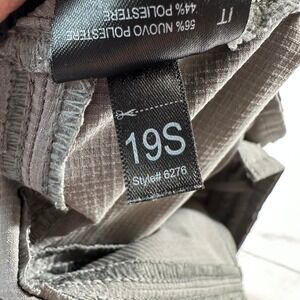 IT
44% POLIESTERE
56% NUOVO POLIESTERE
19S
Style# 6276